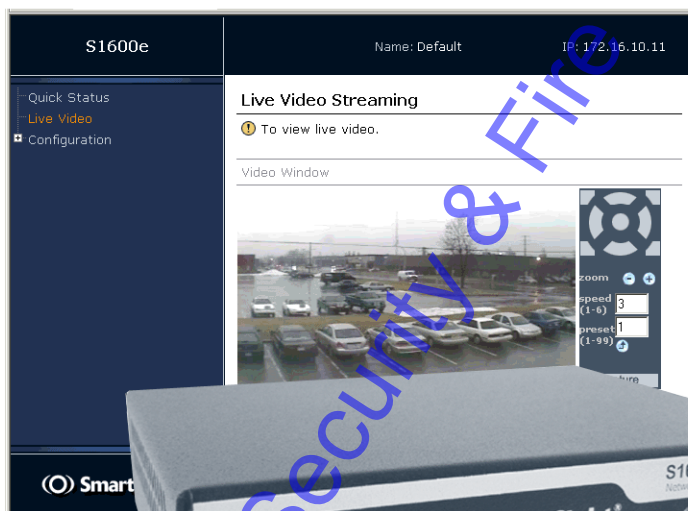 S1600e
Name: Default
IP: 172.16.10.11
Quick Status
Live Video
Configuration
Live Video Streaming
To view live video.
Video Window
zoom
speed
(1-6)
3
preset
(1-99)
1
Smart
Security & Fire